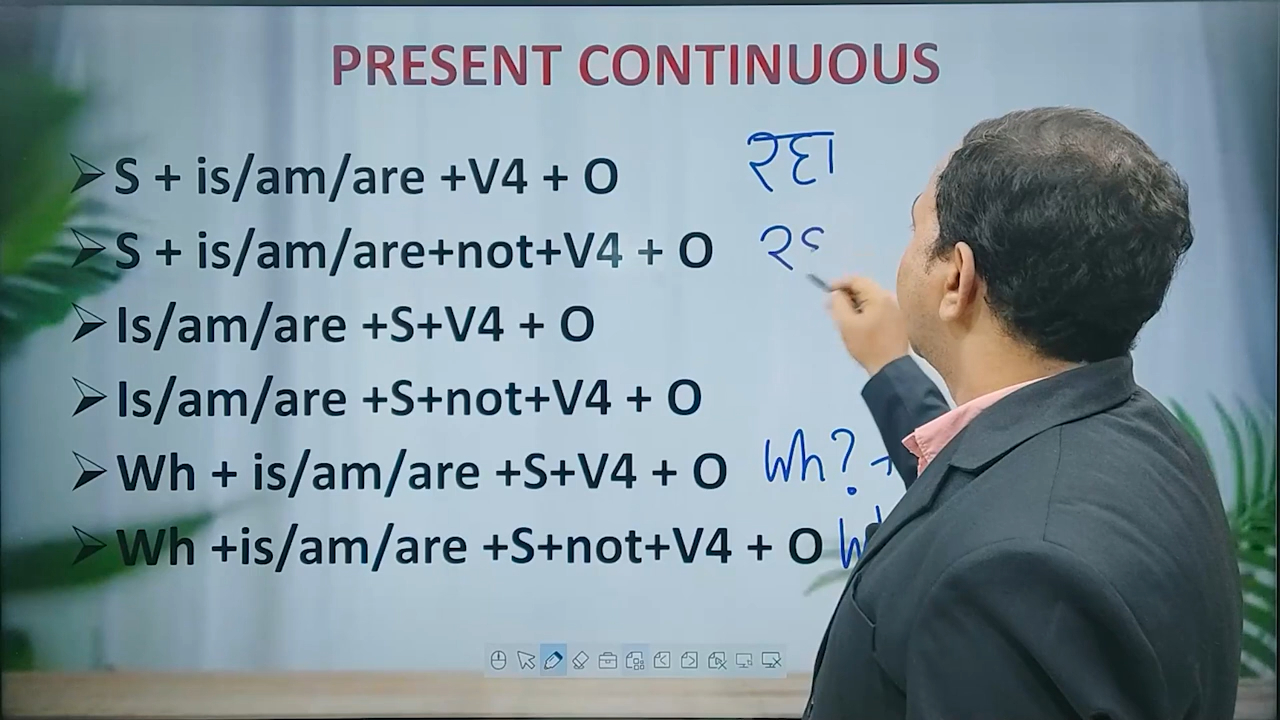 PRESENT CONTINUOUS
S + is/am/are +V4 + O रहा
S + is/am/are+not+V4 + O
Is/am/are +S+V4 + O
Is/am/are +S+not+V4 + O
Wh + is/am/are +S+V4 + O Wh? +
Wh +is/am/are +S+not+V4 + O